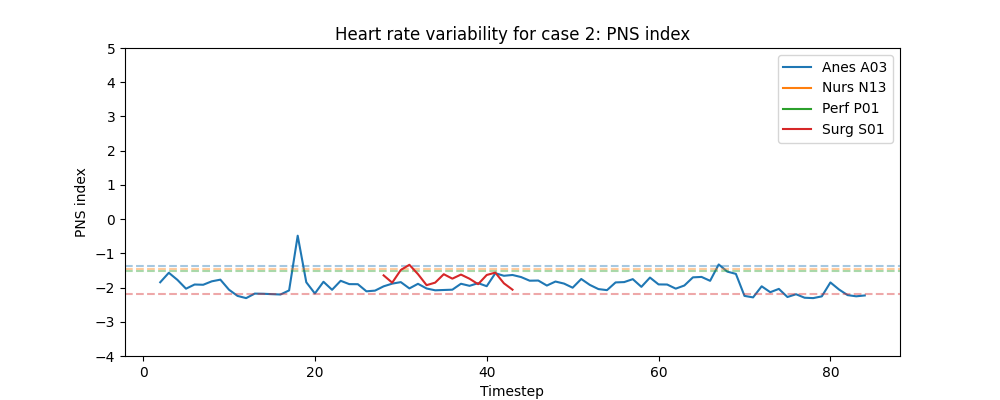 Heart rate variability for case 2: PNS index
PNS index
5
4
3
2
1
0
−1
−2
−3
−4
0 20 40 60 80
Timestep
Anes A03
Nurs N13
Perf P01
Surg S01